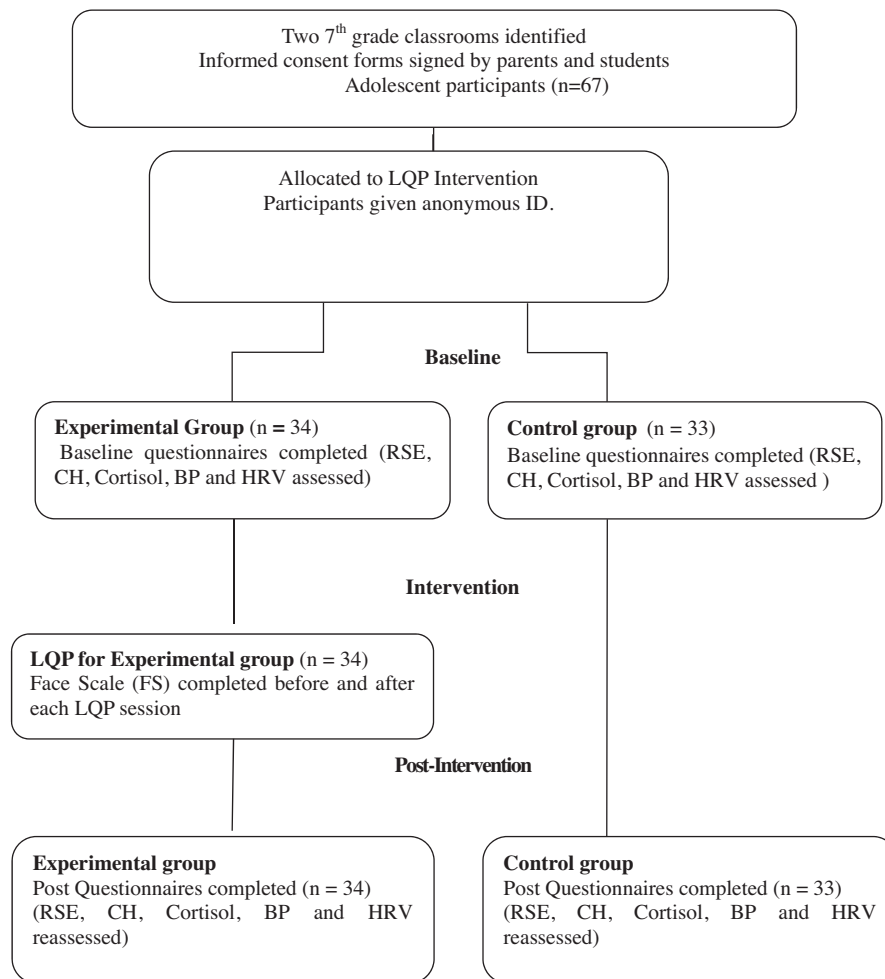 Two 7th grade classrooms identified
Informed consent forms signed by parents and students
Adolescent participants (n=67)
Allocated to LQP Intervention
Participants given anonymous ID.
Baseline
Experimental Group (n = 34)
Baseline questionnaires completed (RSE,
CH, Cortisol, BP and HRV assessed)
Control group (n = 33)
Baseline questionnaires completed (RSE,
CH, Cortisol, BP and HRV assessed )
Intervention
LQP for Experimental group (n = 34)
Face Scale (FS) completed before and after
each LQP session
Post-Intervention
Experimental group
Post Questionnaires completed (n = 34)
(RSE, CH, Cortisol, BP and HRV
reassessed)
Control group
Post Questionnaires completed (n = 33)
(RSE, CH, Cortisol, BP and HRV
reassessed)